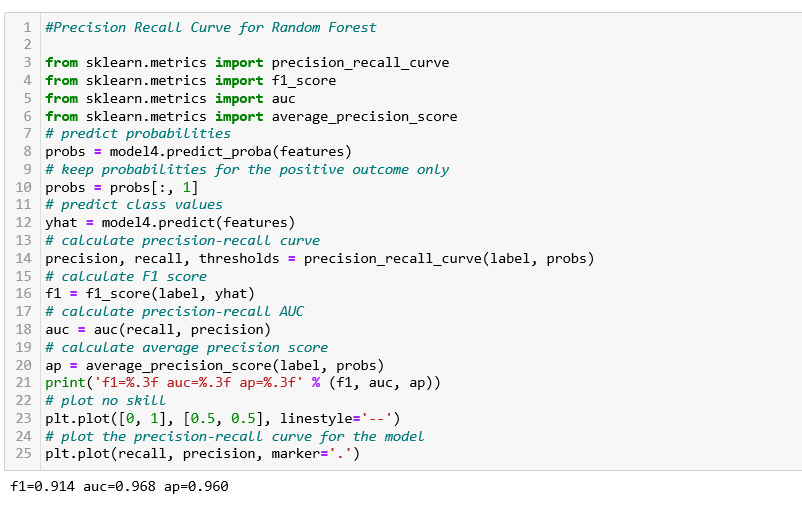 1 #Precision Recall Curve for Random Forest
2
3 from sklearn.metrics import precision_recall_curve
4 from sklearn.metrics import f1_score
5 from sklearn.metrics import auc
6 from sklearn.metrics import average_precision_score
7 # predict probabilities
8 probs = model4.predict_proba(features)
9 # keep probabilities for the positive outcome only
10 probs = probs[:, 1]
11 # predict class values
12 yhat = model4.predict(features)
13 # calculate precision-recall curve
14 precision, recall, thresholds = precision_recall_curve(label, probs)
15 # calculate F1 score
16 f1 = f1_score(label, yhat)
17 # calculate precision-recall AUC
18 auc = auc(recall, precision)
19 # calculate average precision score
20 ap = average_precision_score(label, probs)
21 print('f1=%.3f auc=%.3f ap=%.3f' % (f1, auc, ap))
22 # plot no skill
23 plt.plot([0, 1], [0.5, 0.5], linestyle='--')
24 # plot the precision-recall curve for the model
25 plt.plot(recall, precision, marker='.')
f1=0.914 auc=0.968 ap=0.960